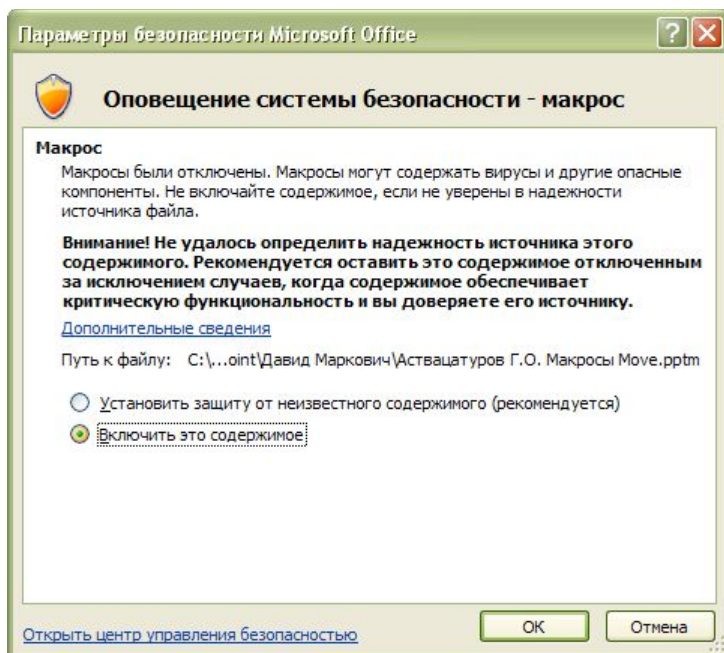 Параметры безопасности Microsoft Office
Оповещение системы безопасности - макрос
Макрос
Макросы были отключены. Макросы могут содержать вирусы и другие опасные
компоненты. Не включайте содержимое, если не уверены в надежности
источника файла.
Внимание! Не удалось определить надежность источника этого
содержимого. Рекомендуется оставить это содержимое отключенным
за исключением случаев, когда содержимое обеспечивает
критическую функциональность и вы доверяете его источнику.
Дополнительные сведения
Путь к файлу: C:\...oint\Давид Маркович\Аствацатуров Г.О. Макросы Move.pptm
Установить защиту от неизвестного содержимого (рекомендуется)
Включить это содержимое
Открыть центр управления безопасностью
ОК
Отмена